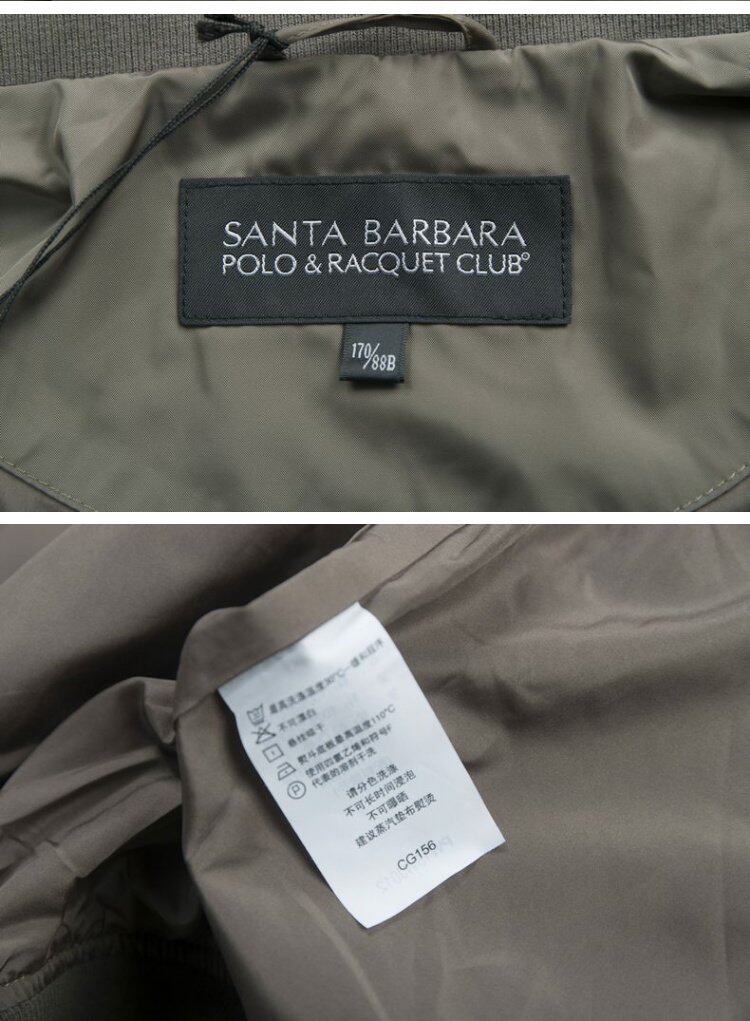 SANTA BARBARA
POLO & RACQUET CLUB®
170/88B
最高洗涤温度30℃—缓和程序
不可漂白
悬挂晾干
熨斗底板最高温度110℃
使用四氯乙烯和符号F
代表的溶剂干洗
P
请分色洗涤
不可长时间浸泡
不可曝晒
建议蒸汽垫布熨烫
CG156